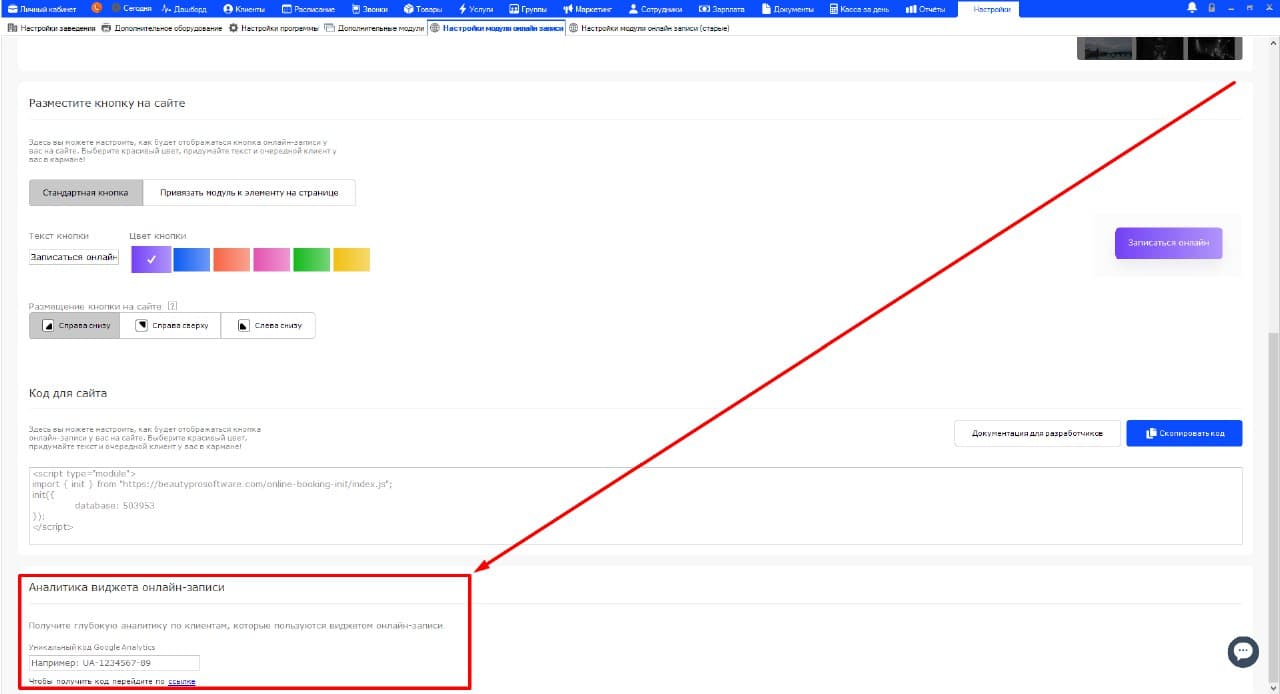 Личный кабинет Сегодня Дашборд Клиенты Расписание Звонки Товары Услуги Группы Маркетинг Сотрудники Зарплата Документы Касса за день Отчёты Настройки
Настройки заведения Дополнительное оборудование Настройки программы Дополнительные модули Настройки модуля онлайн записи Настройки модуля онлайн записи (старые)
Разместите кнопку на сайте
Здесь вы можете настроить, как будет отображаться кнопка онлайн-записи у
вас на сайте. Выберите красивый цвет, придумайте текст и очередной клиент у
вас в кармане!
Стандартная кнопка Привязать модуль к элементу на странице
Текст кнопки Цвет кнопки
Записаться онлайн
Записаться онлайн
Размещение кнопки на сайте: [?]
Справа снизу Справа сверху Слева снизу
Код для сайта
Здесь вы можете настроить, как будет отображаться кнопка
онлайн-записи у вас на сайте. Выберите красивый цвет,
придумайте текст и очередной клиент у вас в кармане!
Документация для разработчиков Скопировать код
<script type="module">
import { init } from "https://beautyprosoftware.com/online-booking-init/index.js";
init({
database: 503953
});
</script>
Аналитика виджета онлайн-записи
Получите глубокую аналитику по клиентам, которые пользуются виджетом онлайн-записи.
Уникальный код Google Analytics
Например: UA-1234567-89
Чтобы получить код перейдите по ссылке